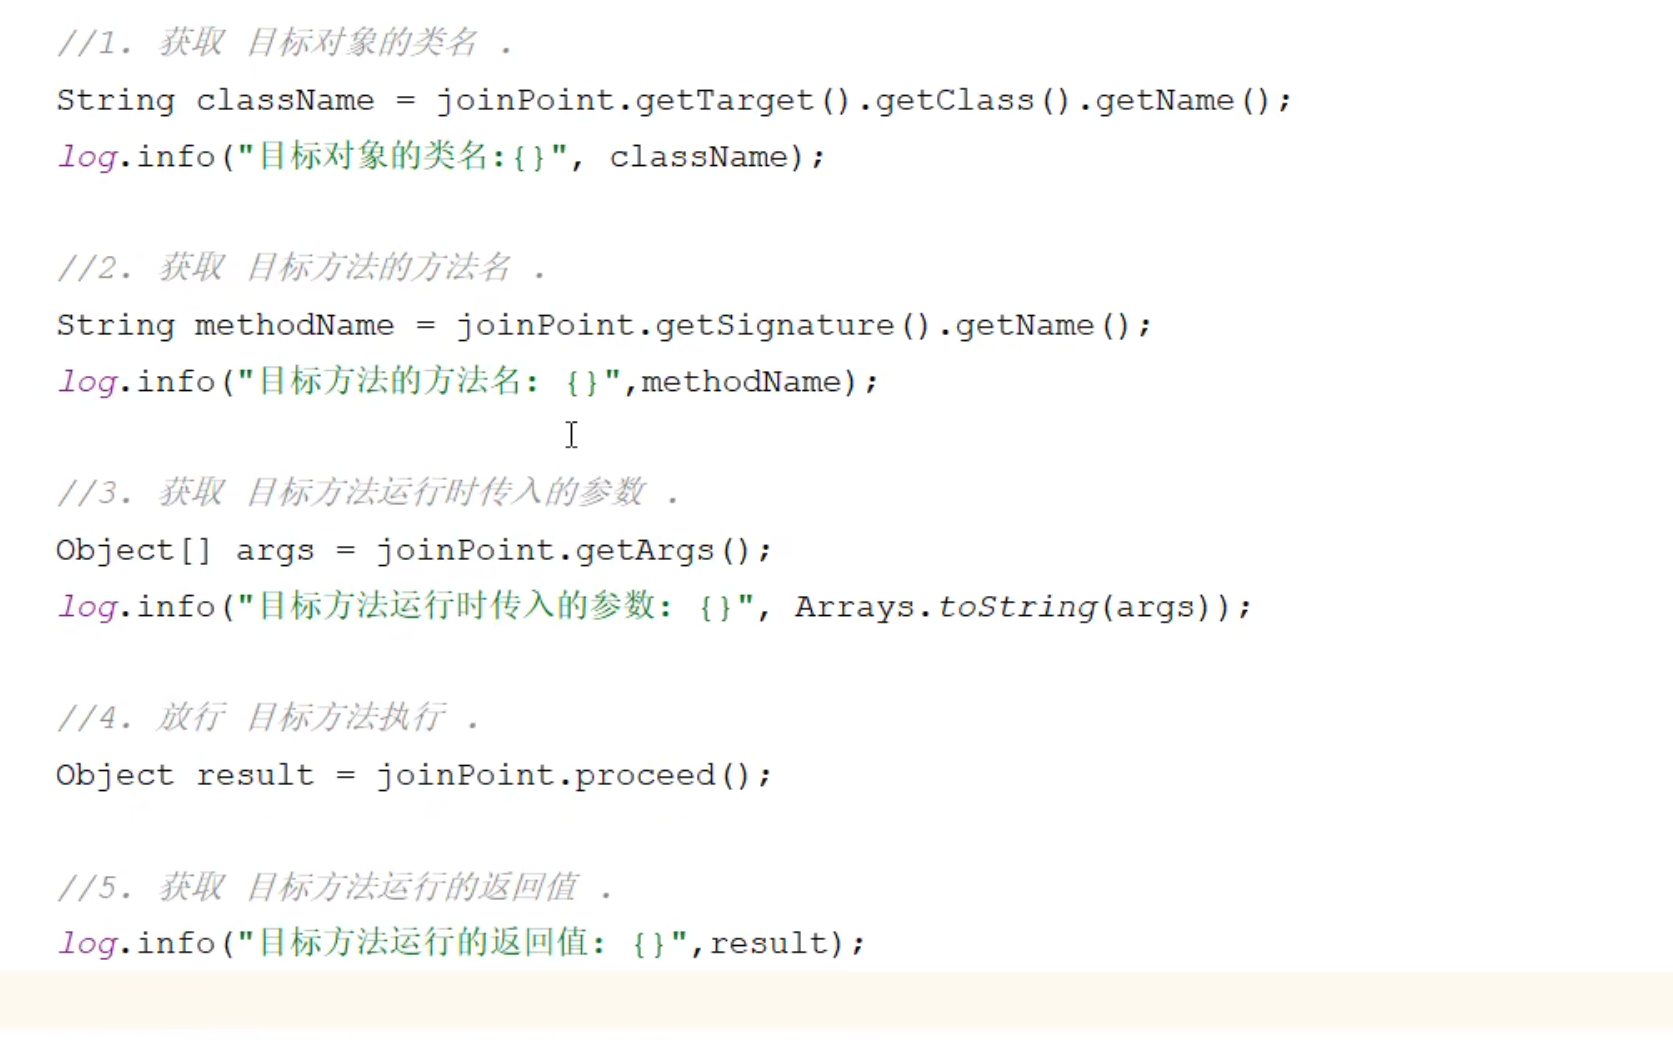 //1. 获取 目标对象的类名 .
String className = joinPoint.getTarget().getClass().getName();
log.info("目标对象的类名:{}", className);
//2. 获取 目标方法的方法名 .
String methodName = joinPoint.getSignature().getName();
log.info("目标方法的方法名: {}",methodName);
//3. 获取 目标方法运行时传入的参数 .
Object[] args = joinPoint.getArgs();
log.info("目标方法运行时传入的参数: {}", Arrays.toString(args));
//4. 放行 目标方法执行 .
Object result = joinPoint.proceed();
//5. 获取 目标方法运行的返回值 .
log.info("目标方法运行的返回值: {}",result);